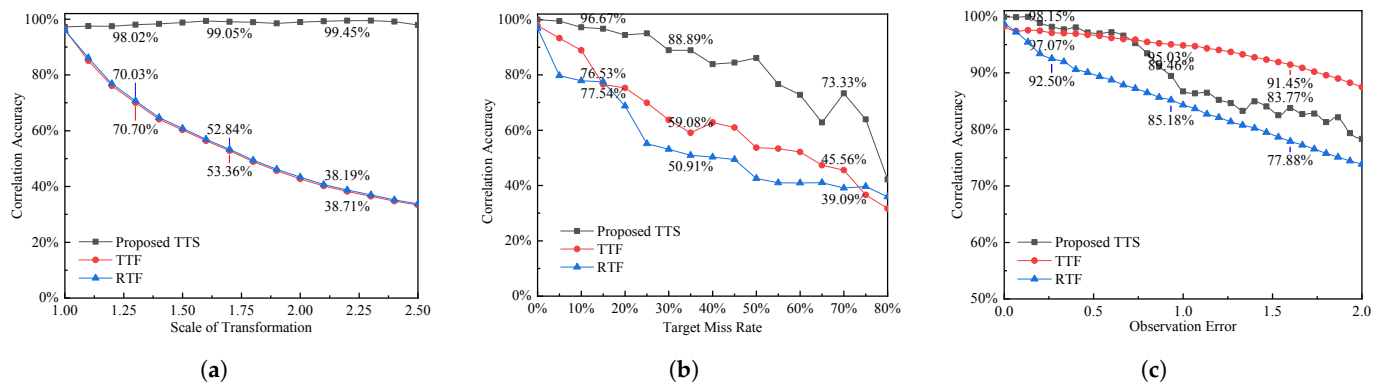 100%
80%
60%
40%
20%
0%
Correlation Accuracy
98.02%
99.05%
99.45%
70.03%
70.70%
52.84%
53.36%
38.19%
38.71%
Proposed TTS
TTF
RTF
1.00 1.25 1.50 1.75 2.00 2.25 2.50
Scale of Transformation
(a)
100%
80%
60%
40%
20%
0%
Correlation Accuracy
96.67%
88.89%
73.33%
76.53%
77.54%
59.08%
50.91%
45.56%
39.09%
Proposed TTS
TTF
RTF
0% 10% 20% 30% 40% 50% 60% 70% 80%
Target Miss Rate
(b)
100%
90%
80%
70%
60%
50%
Correlation Accuracy
98.15%
97.07%
92.50%
95.03%
89.46%
85.18%
91.45%
83.77%
77.88%
Proposed TTS
TTF
RTF
0.0 0.5 1.0 1.5 2.0
Observation Error
(c)